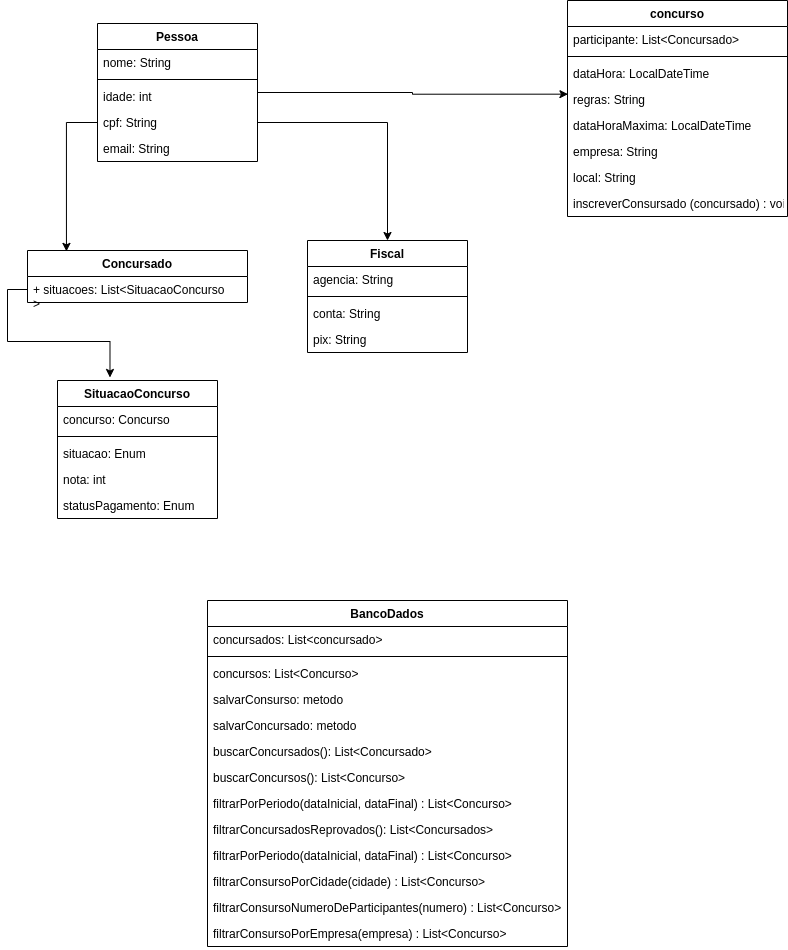 Pessoa
nome: String
idade: int
cpf: String
email: String
concurso
participante: List<Concursado>
dataHora: LocalDateTime
regras: String
dataHoraMaxima: LocalDateTime
empresa: String
local: String
inscreverConsursado (concursado) : voi
Concursado
+ situacoes: List<SituacaoConcurso
>
Fiscal
agencia: String
conta: String
pix: String
SituacaoConcurso
concurso: Concurso
situacao: Enum
nota: int
statusPagamento: Enum
BancoDados
concursados: List<concursado>
concursos: List<Concurso>
salvarConsurso: metodo
salvarConcursado: metodo
buscarConcursados(): List<Concursado>
buscarConcursos(): List<Concurso>
filtrarPorPeriodo(dataInicial, dataFinal) : List<Concurso>
filtrarConcursadosReprovados(): List<Concursados>
filtrarPorPeriodo(dataInicial, dataFinal) : List<Concurso>
filtrarConsursoPorCidade(cidade) : List<Concurso>
filtrarConsursoNumeroDeParticipantes(numero) : List<Concurso>
filtrarConsursoPorEmpresa(empresa) : List<Concurso>